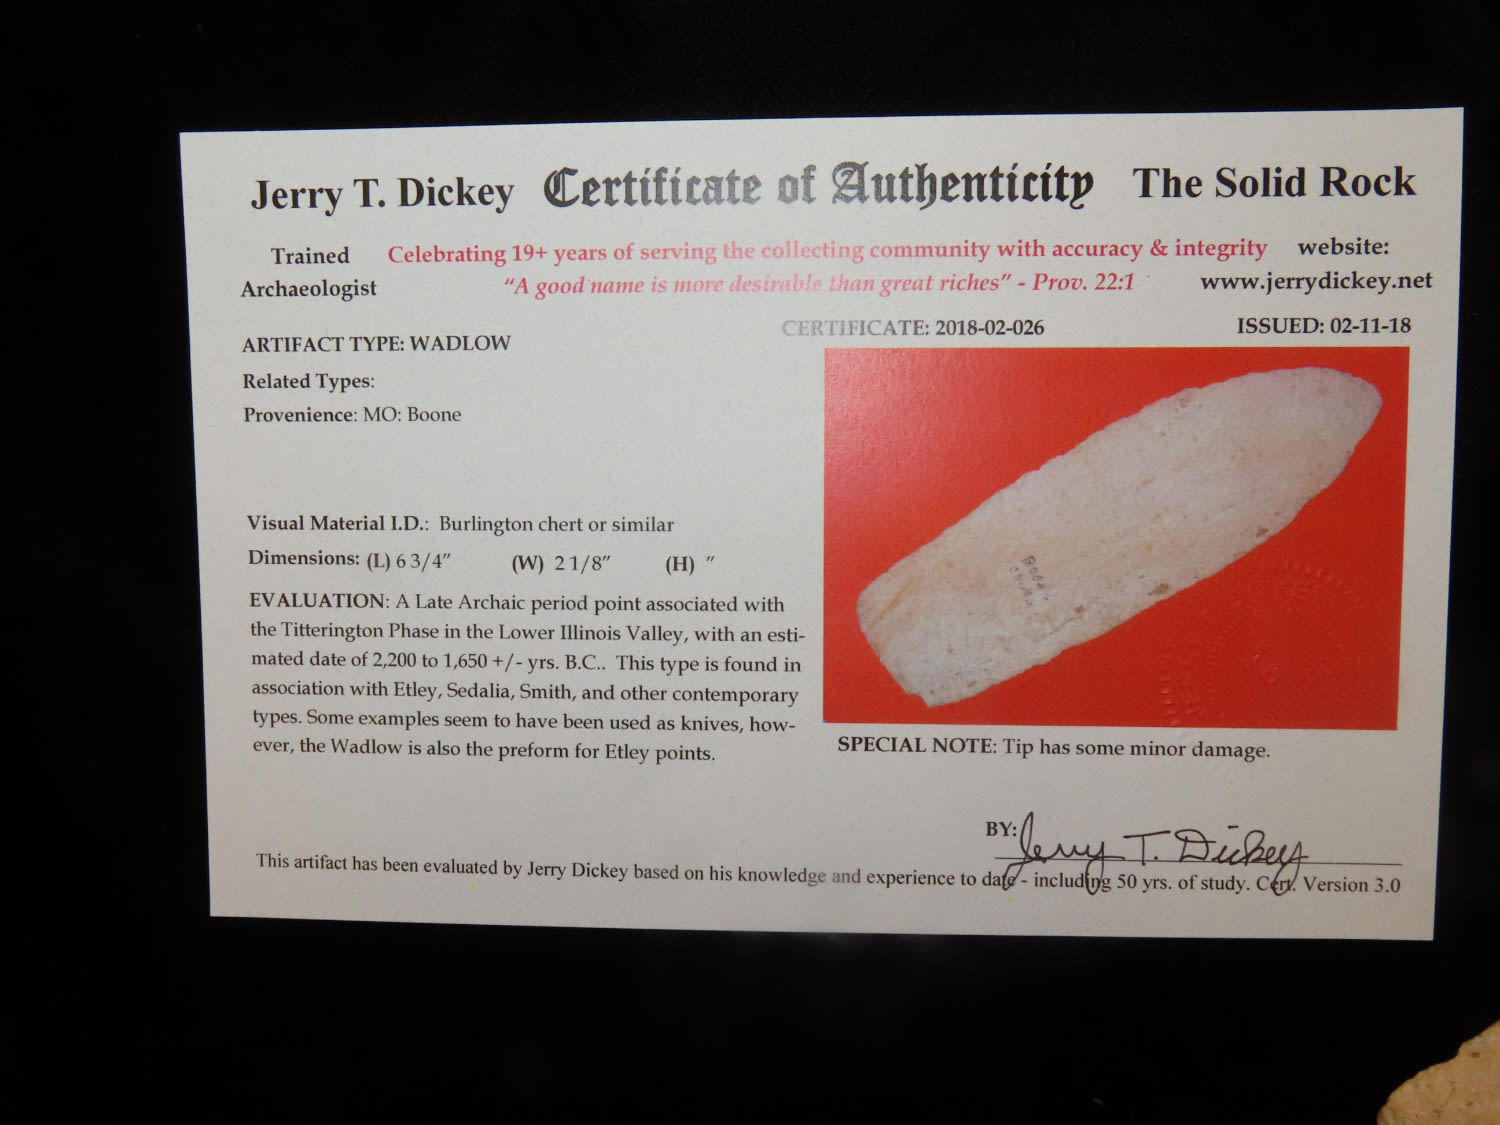 Jerry T. Dickey Certificate of Authenticity The Solid Rock
Trained Celebrating 19+ years of serving the collecting community with accuracy & integrity website:
Archaeologist "A good name is more desirable than great riches" - Prov. 22:1 www.jerrydickey.net
CERTIFICATE: 2018-02-026 ISSUED: 02-11-18
ARTIFACT TYPE: WADLOW
Related Types:
Provenience: MO: Boone
Visual Material I.D.: Burlington chert or similar
Dimensions: (L) 6 3/4" (W) 2 1/8" (H) "
EVALUATION: A Late Archaic period point associated with
the Titterington Phase in the Lower Illinois Valley, with an esti-
mated date of 2,200 to 1,650 +/- yrs. B.C.. This type is found in
association with Etley, Sedalia, Smith, and other contemporary
types. Some examples seem to have been used as knives, how-
ever, the Wadlow is also the preform for Etley points.
Boone
SPECIAL NOTE: Tip has some minor damage.
BY: Jerry T. Dickey
This artifact has been evaluated by Jerry Dickey based on his knowledge and experience to date - including 50 yrs. of study. Cert. Version 3.0